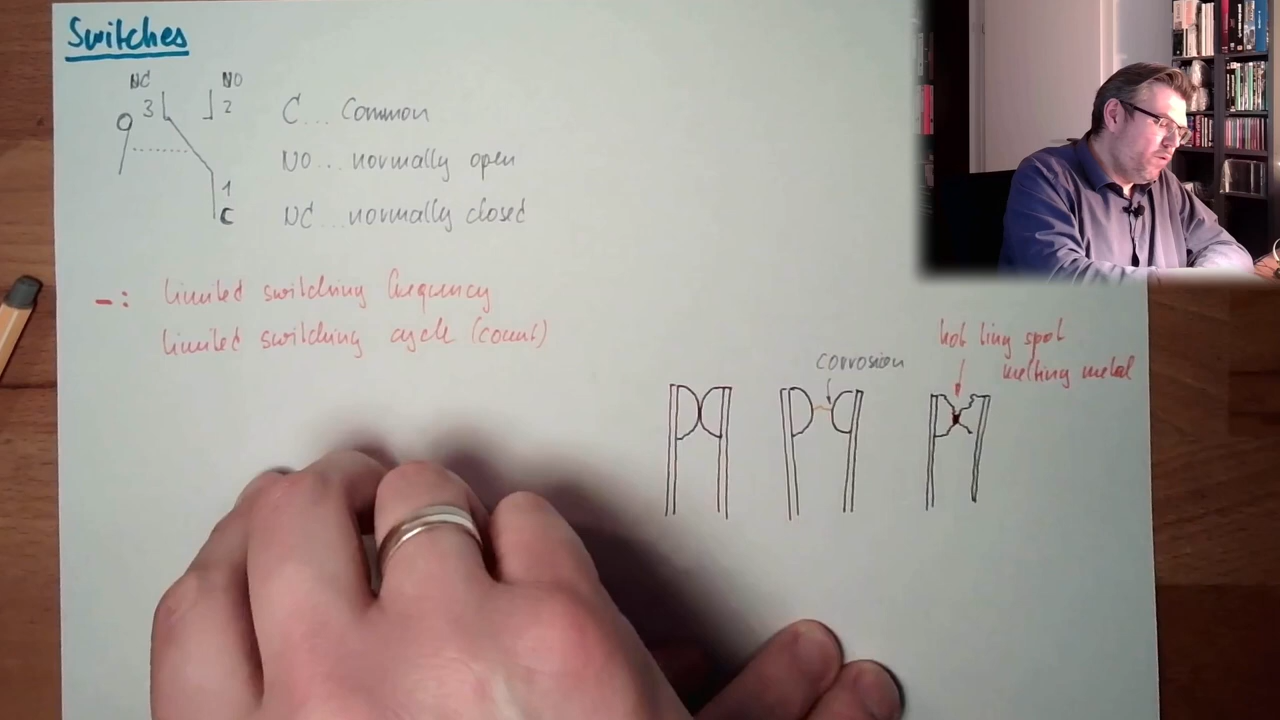 Switches
NC NO
3 2
C... Common
NO... normally open
1
C
NC... normally closed
-: limited switching frequency
limited switching cycle (count)
corrosion
hot tiny spot
melting metal